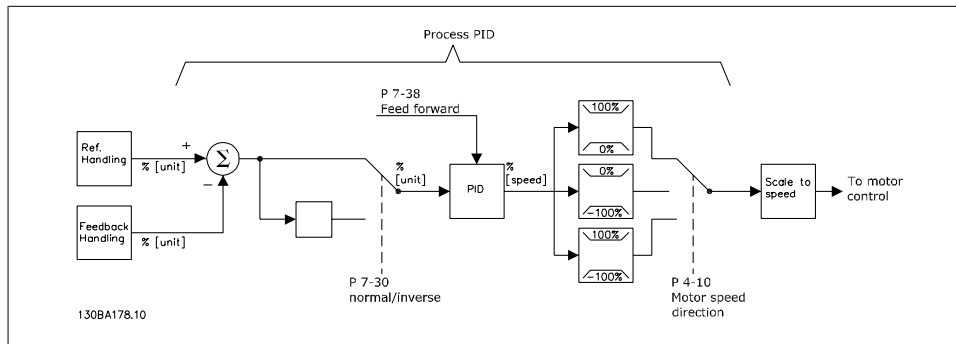 Process PID
P 7-38
Feed forward
100%
0%
Ref.
Handling
+
% [unit]
Σ
−
%
[unit]
PID
%
[speed]
0%
-100%
Scale to
speed
To motor
control
Feedback
Handling
% [unit]
100%
-100%
P 7-30
normal/inverse
P 4-10
Motor speed
direction
130BA178.10